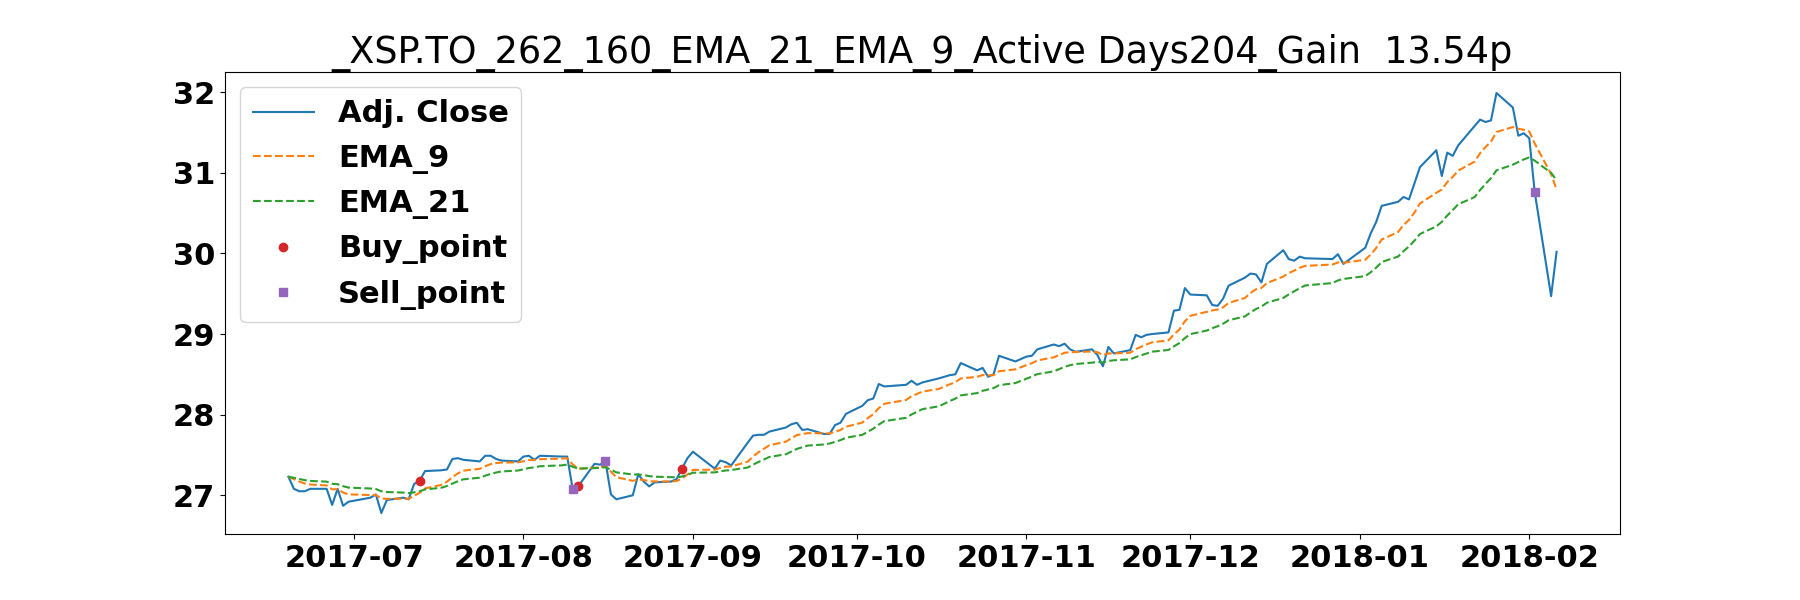 _XSP.TO_262_160_EMA_21_EMA_9_Active Days204_Gain  13.54p
32
31
30
29
28
27
Adj. Close
EMA_9
EMA_21
Buy_point
Sell_point
2017-07 2017-08 2017-09 2017-10 2017-11 2017-12 2018-01 2018-02